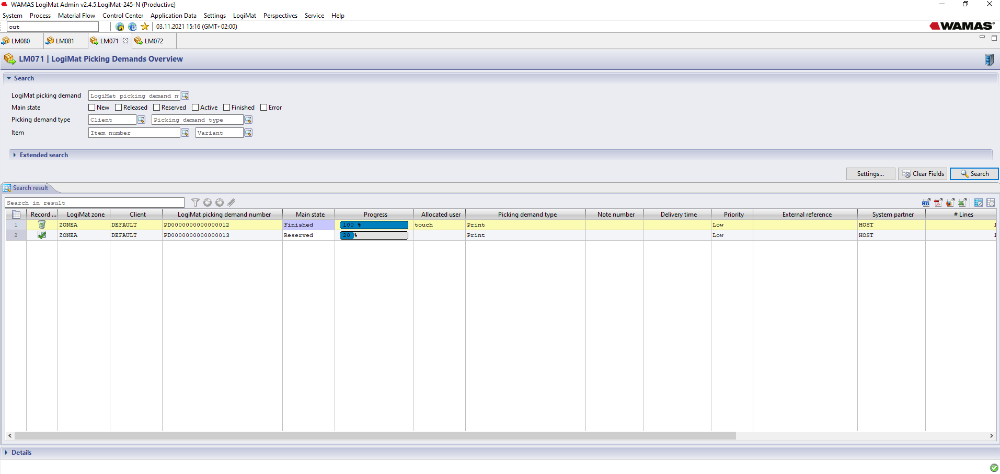 WAMAS LogiMat Admin v2.4.5.LogiMat-245-N (Productive)
System Process Material Flow Control Center Application Data Settings LogiMat Perspectives Service Help
out 03.11.2021 15:16 (GMT+02:00) WAMAS®
LM080 LM081 LM071 LM072
LM071 | LogiMat Picking Demands Overview
Search
LogiMat picking demand LogiMat picking demand n
Main state New Released Reserved Active Finished Error
Picking demand type Client Picking demand type
Item Item number Variant
Extended search
Settings... Clear Fields Search
Search result
Search in result CSV
Record ... LogiMat zone Client LogiMat picking demand number Main state Progress Allocated user Picking demand type Note number Delivery time Priority External reference System partner # Lines
1 ZONEA DEFAULT PD0000000000000012 Finished 100 % touch Print Low HOST 1
2 ZONEA DEFAULT PD0000000000000013 Reserved 20 % Print Low HOST 1
Details